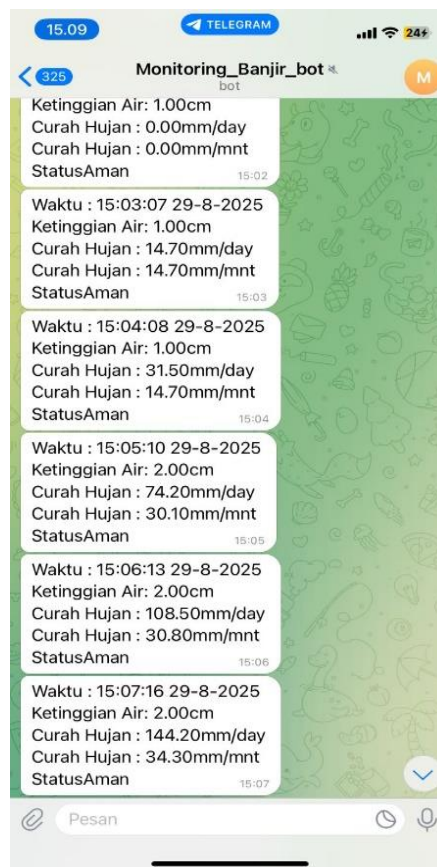 15.09
TELEGRAM
24
325
Monitoring_Banjir_bot
bot
M
Ketinggian Air: 1.00cm
Curah Hujan : 0.00mm/day
Curah Hujan : 0.00mm/mnt
StatusAman
15:02
Waktu : 15:03:07 29-8-2025
Ketinggian Air: 1.00cm
Curah Hujan : 14.70mm/day
Curah Hujan : 14.70mm/mnt
StatusAman
15:03
Waktu : 15:04:08 29-8-2025
Ketinggian Air: 1.00cm
Curah Hujan : 31.50mm/day
Curah Hujan : 14.70mm/mnt
StatusAman
15:04
Waktu : 15:05:10 29-8-2025
Ketinggian Air: 2.00cm
Curah Hujan : 74.20mm/day
Curah Hujan : 30.10mm/mnt
StatusAman
15:05
Waktu : 15:06:13 29-8-2025
Ketinggian Air: 2.00cm
Curah Hujan : 108.50mm/day
Curah Hujan : 30.80mm/mnt
StatusAman
15:06
Waktu : 15:07:16 29-8-2025
Ketinggian Air: 2.00cm
Curah Hujan : 144.20mm/day
Curah Hujan : 34.30mm/mnt
StatusAman
15:07
Pesan